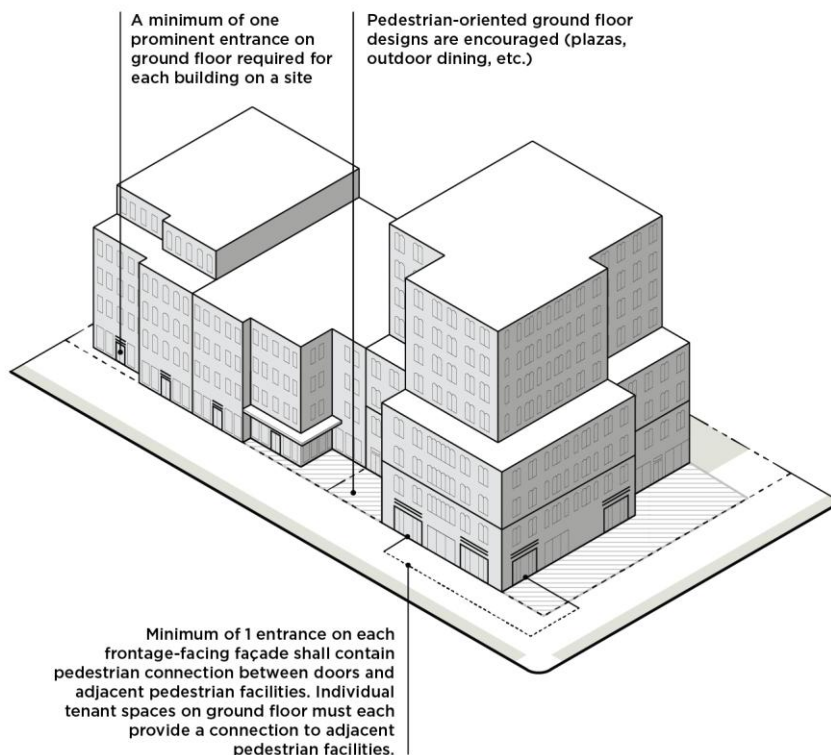 A minimum of one
prominent entrance on
ground floor required for
each building on a site
Pedestrian-oriented ground floor
designs are encouraged (plazas,
outdoor dining, etc.)
Minimum of 1 entrance on each
frontage-facing façade shall contain
pedestrian connection between doors and
adjacent pedestrian facilities. Individual
tenant spaces on ground floor must each
provide a connection to adjacent
pedestrian facilities.